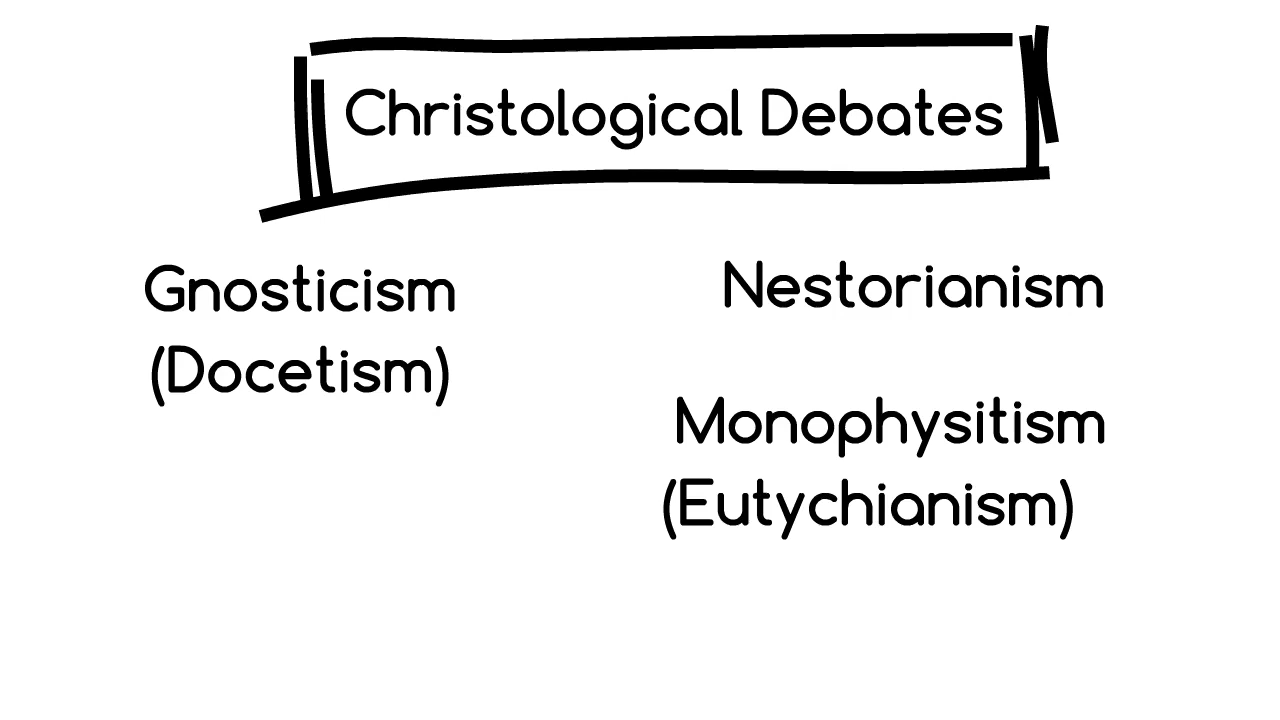 Christological Debates
Gnosticism
(Docetism)
Nestorianism
Monophysitism
(Eutychianism)